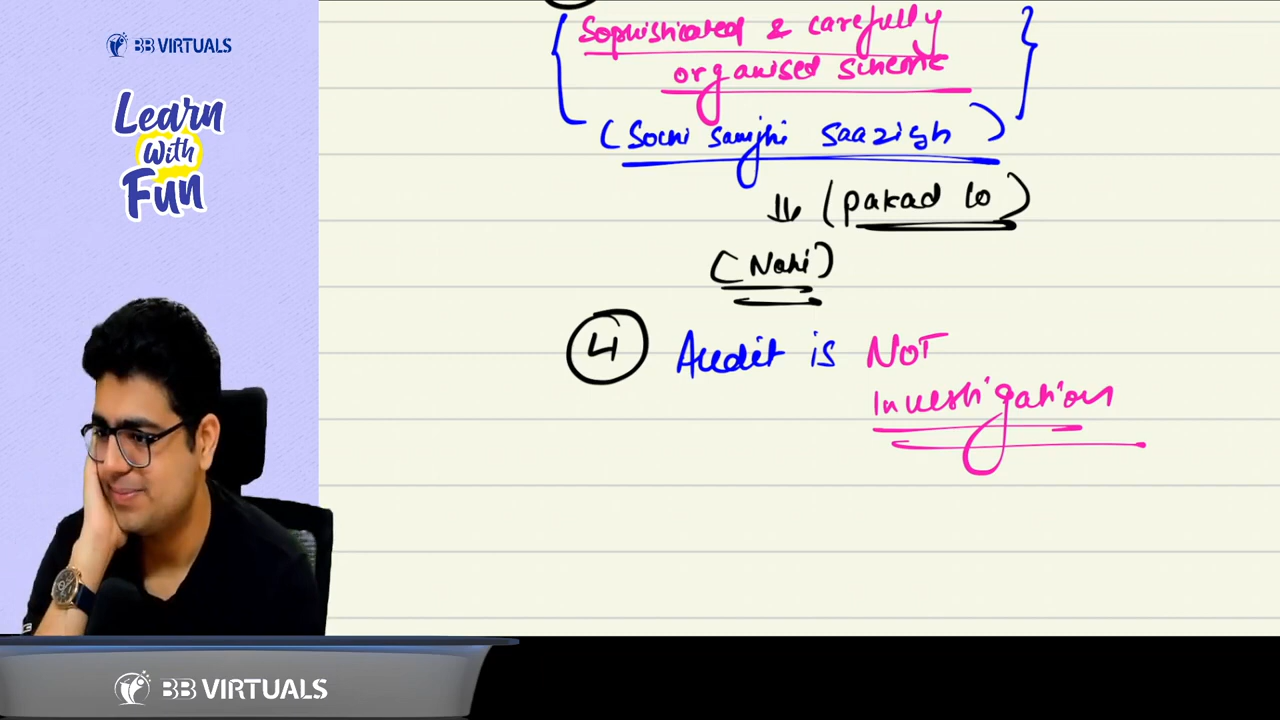 BB VIRTUALS
Learn
With
Fun
Sophisticated & carefully
organised scheme
(Sochi samjhi saazish)
(pakad lo)
(Nahi)
4 Audit is NOT
Investigation
BB VIRTUALS